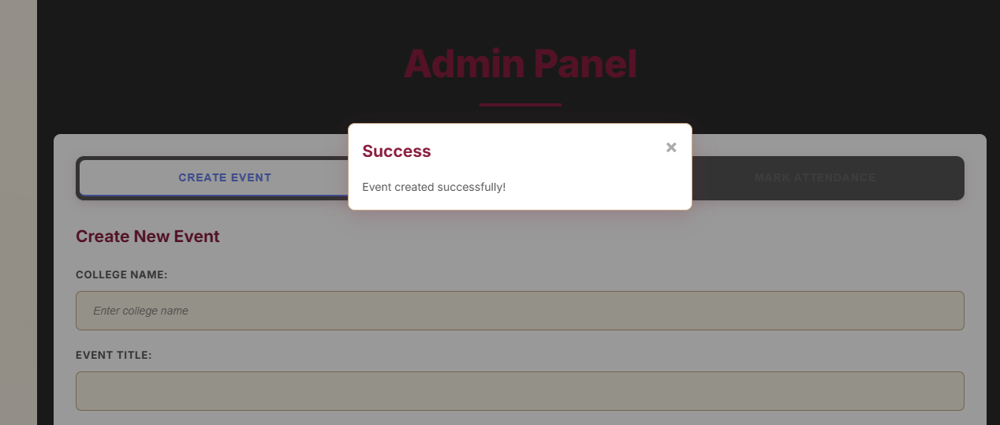 Admin Panel
Success
×
Event created successfully!
CREATE EVENT
MARK ATTENDANCE
Create New Event
COLLEGE NAME:
Enter college name
EVENT TITLE: